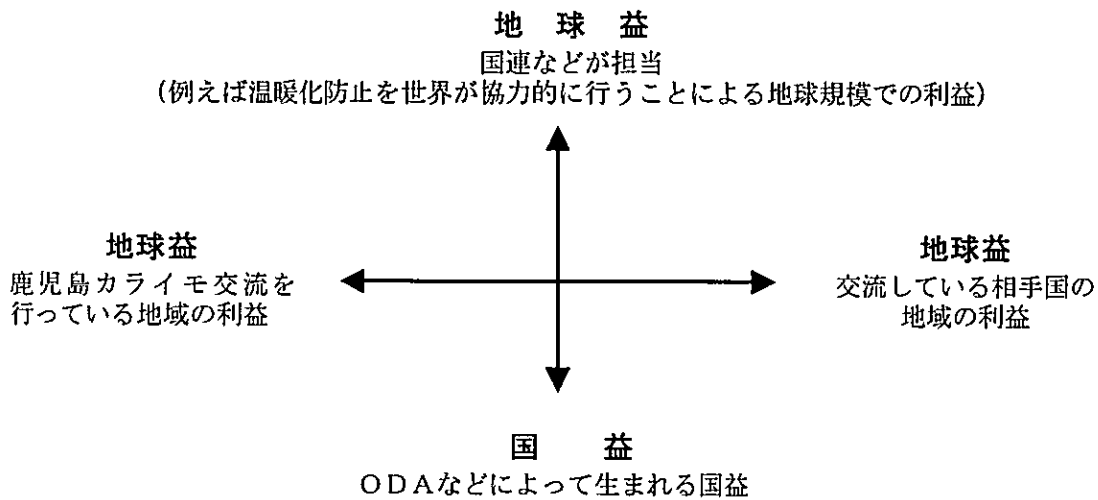 地球益
国連などが担当
(例えば温暖化防止を世界が協力的に行うことによる地球規模での利益)
地球益
鹿児島カライモ交流を
行っている地域の利益
地球益
交流している相手国の
地域の利益
国益
ODAなどによって生まれる国益